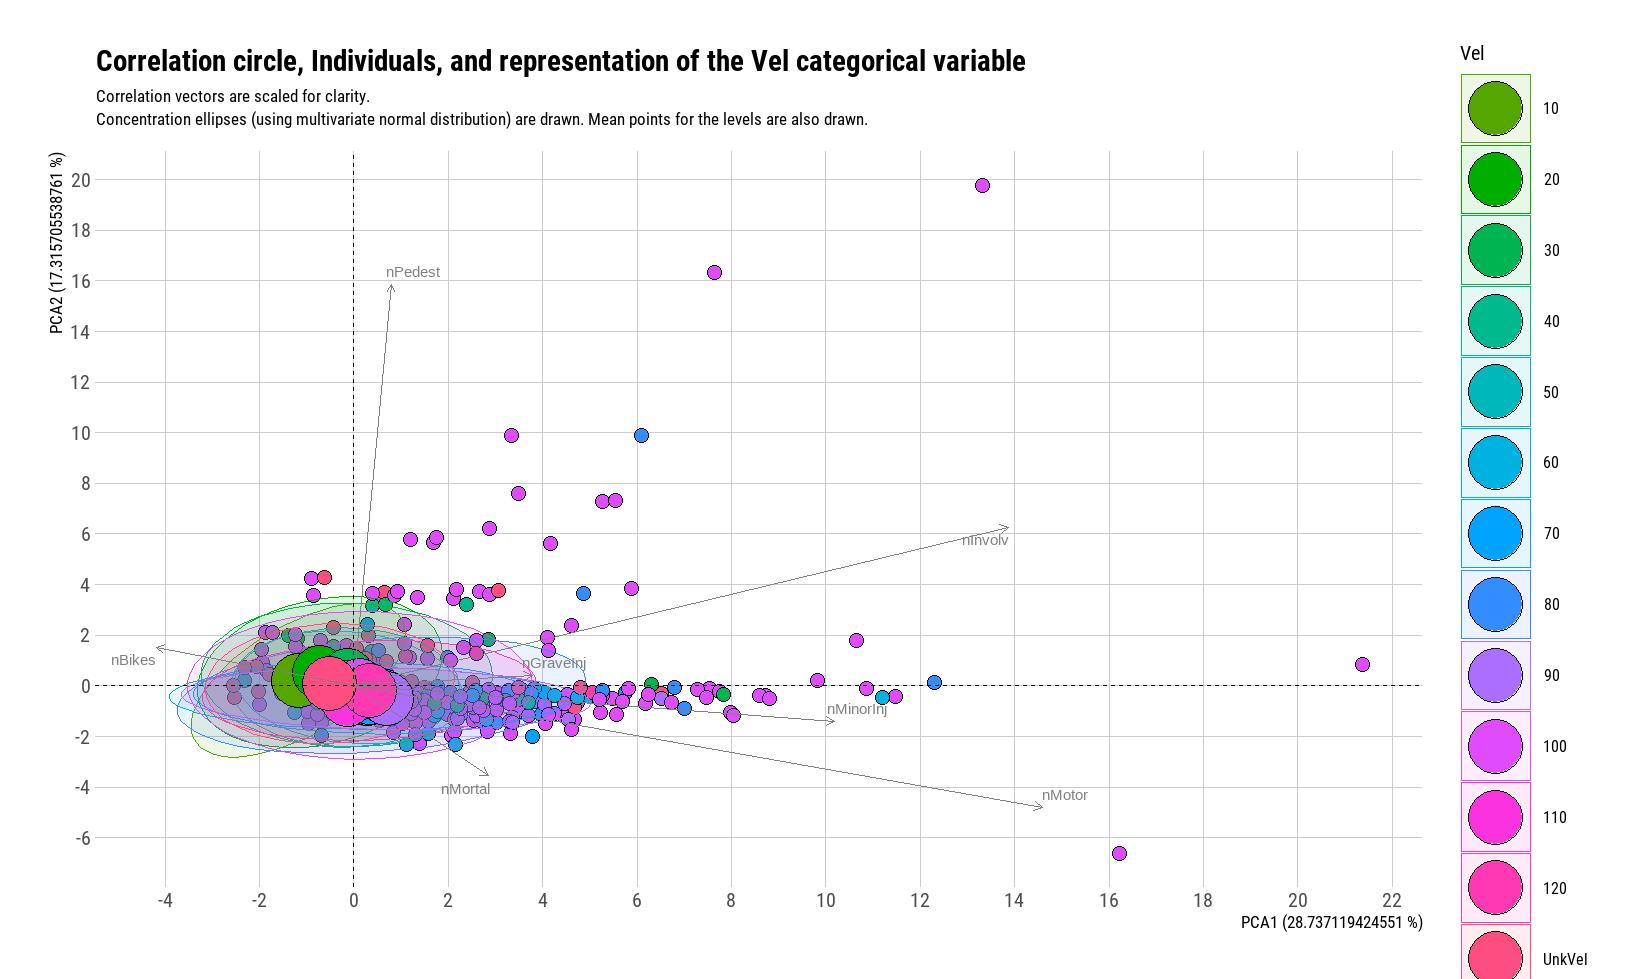 Correlation circle, Individuals, and representation of the Vel categorical variable
Correlation vectors are scaled for clarity.
Concentration ellipses (using multivariate normal distribution) are drawn. Mean points for the levels are also drawn.
PCA2 (17.3157055538761 %)
20
18
16
14
12
10
8
6
4
2
0
-2
-4
-6
nPedest
nInvolv
nBikes
nGraveInj
nMinorInj
nMortal
nMotor
-4
-2
0
2
4
6
8
10
12
14
16
18
20
22
PCA1 (28.737119424551 %)
Vel
10
20
30
40
50
60
70
80
90
100
110
120
UnkVel